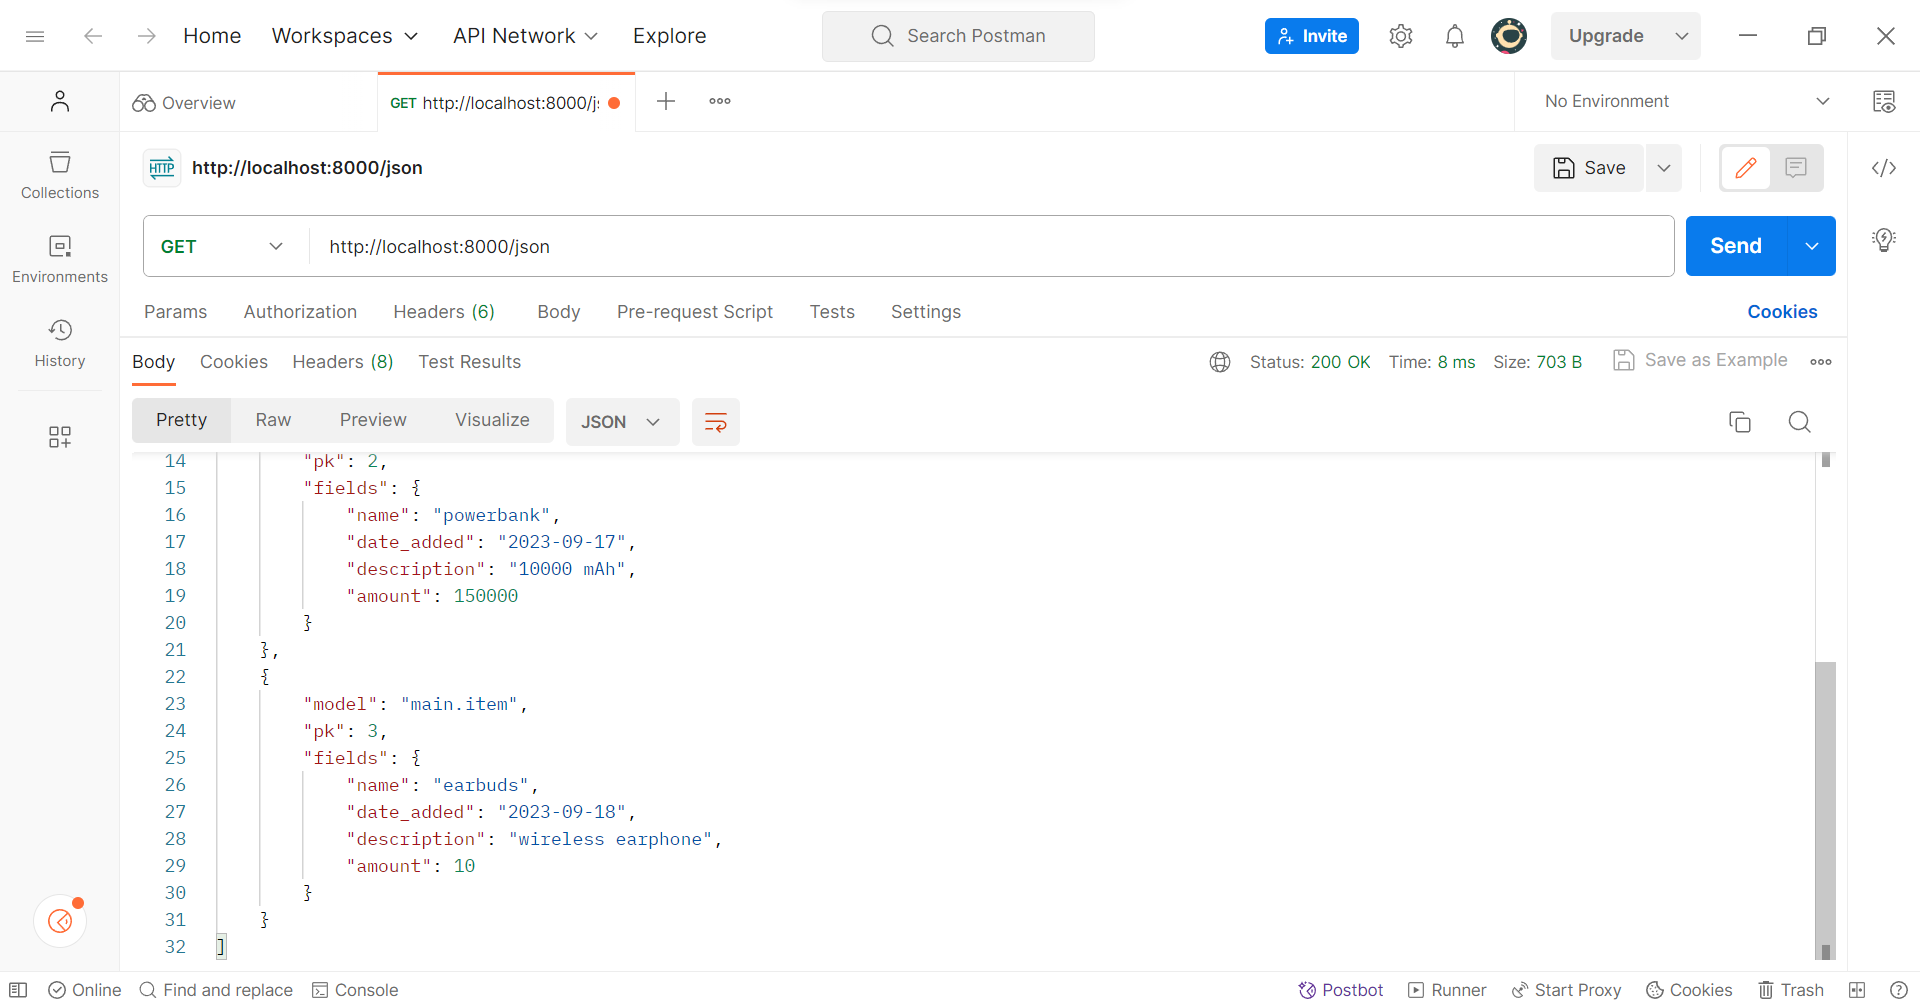 Home Workspaces API Network Explore Search Postman Invite Upgrade
Overview GET http://localhost:8000/j No Environment
HTTP http://localhost:8000/json Save
Collections
GET http://localhost:8000/json Send
Environments
Params Authorization Headers (6) Body Pre-request Script Tests Settings Cookies
History
Body Cookies Headers (8) Test Results Status: 200 OK Time: 8 ms Size: 703 B Save as Example
Pretty Raw Preview Visualize JSON
14 "pk": 2,
15 "fields": {
16 "name": "powerbank",
17 "date_added": "2023-09-17",
18 "description": "10000 mAh",
19 "amount": 150000
20 }
21 },
22 {
23 "model": "main.item",
24 "pk": 3,
25 "fields": {
26 "name": "earbuds",
27 "date_added": "2023-09-18",
28 "description": "wireless earphone",
29 "amount": 10
30 }
31 }
32 ]
Online Find and replace Console Postbot Runner Start Proxy Cookies Trash